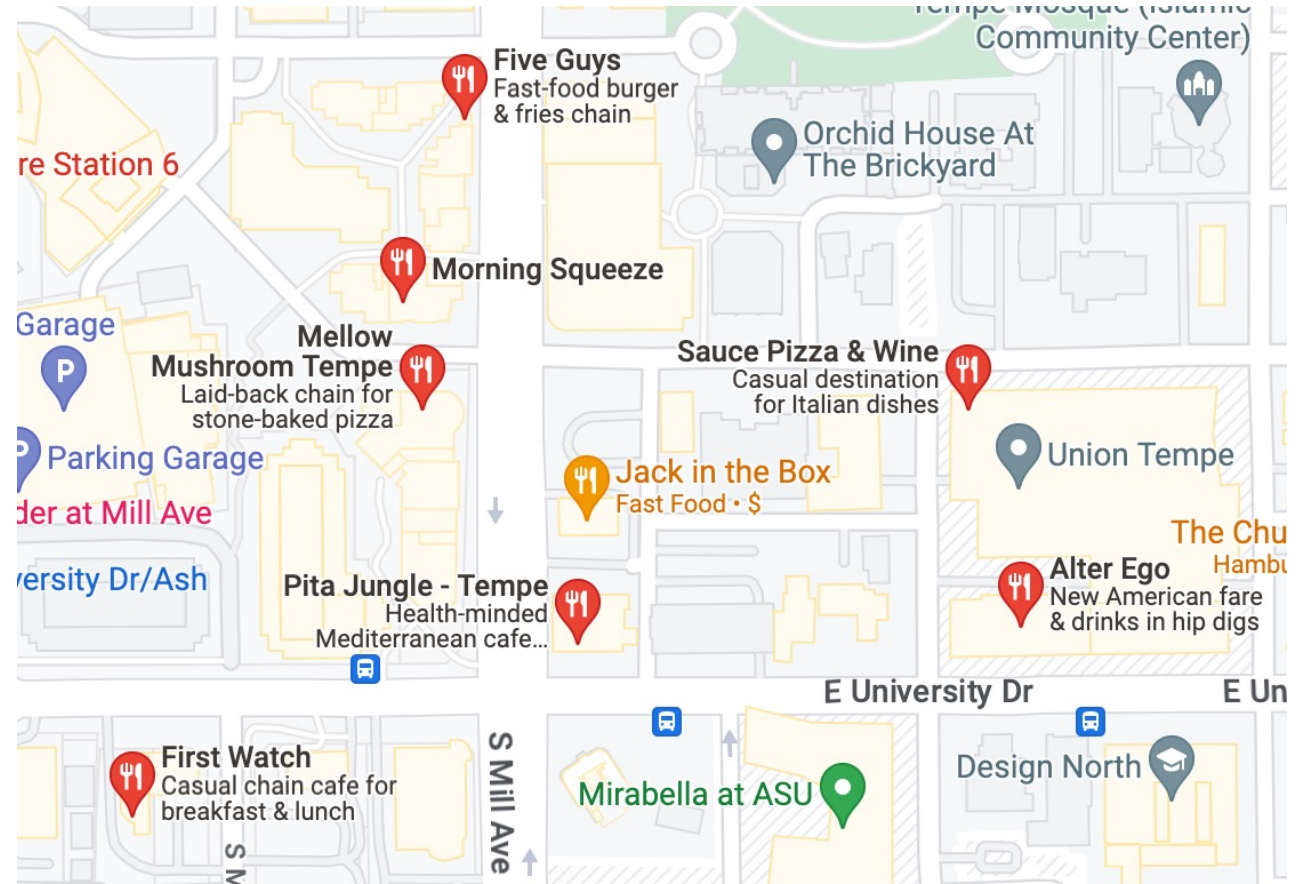 Five Guys
Fast-food burger
& fries chain
Community Center)
re Station 6
Orchid House At
The Brickyard
Morning Squeeze
Garage
P
Mellow
Mushroom Tempe
Laid-back chain for
stone-baked pizza
Sauce Pizza & Wine
Casual destination
for Italian dishes
P
Parking Garage
Union Tempe
Jack in the Box
Fast Food • $
der at Mill Ave
The Chu
Hambu
versity Dr/Ash
Pita Jungle - Tempe
Health-minded
Mediterranean cafe...
Alter Ego
New American fare
& drinks in hip digs
E University Dr
E Un
First Watch
Casual chain cafe for
breakfast & lunch
S Mill Ave
Mirabella at ASU
Design North
S M